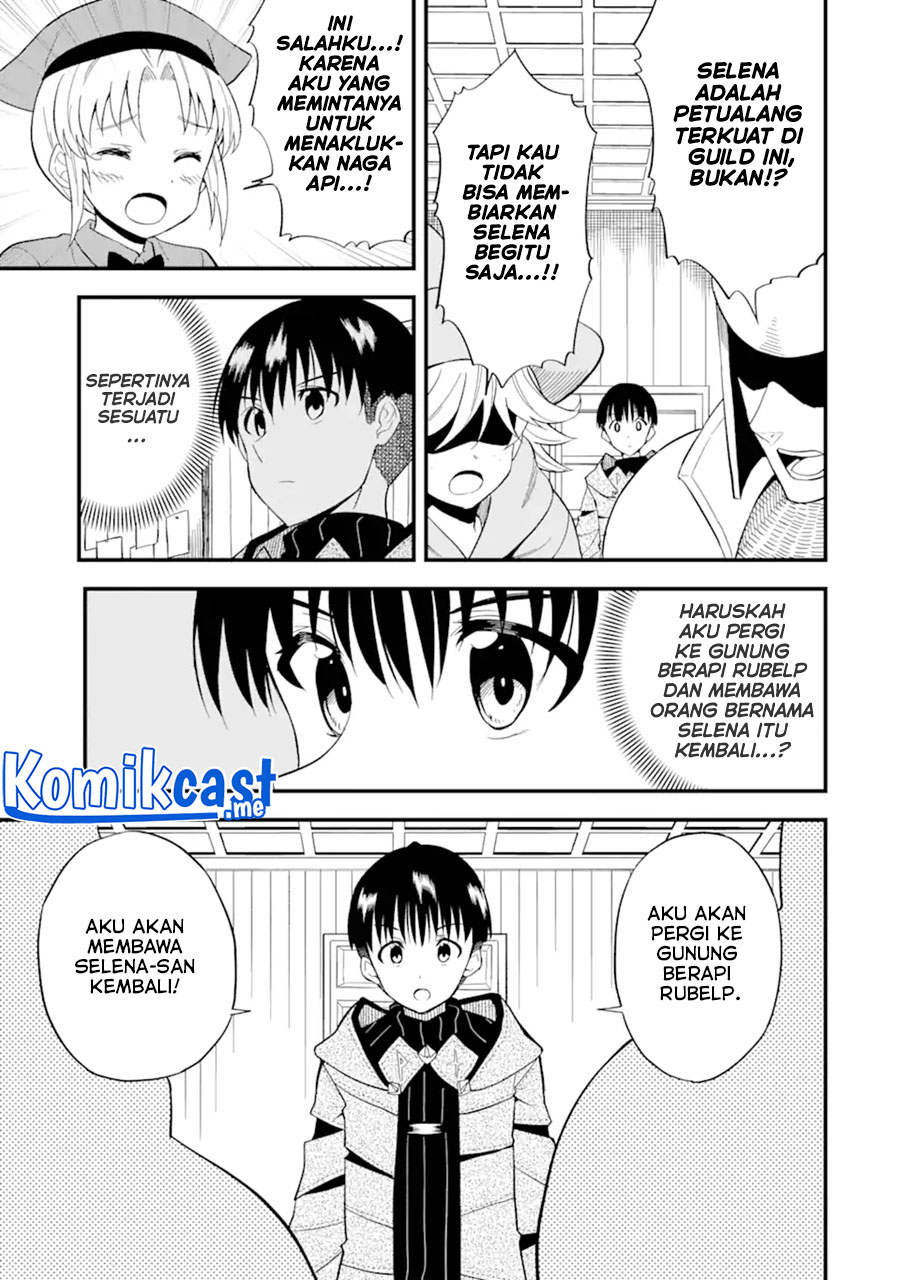 SELENA
ADALAH
PETUALANG
TERKUAT DI
GUILD INI,
BUKAN!?
TAPI KAU
TIDAK
BISA MEM-
BIARKAN
SELENA
BEGITU
SAJA...!!
INI
SALAHKU...!
KARENA
AKU YANG
MEMINTANYA
UNTUK
MENAKLUK-
KAN NAGA
API...!
SEPERTINYA
TERJADI
SESUATU
...
HARUSKAH
AKU PERGI
KE GUNUNG
BERAPI RUBELP
DAN MEMBAWA
ORANG BERNAMA
SELENA ITU
KEMBALI...?
Komikcast
.me
AKU AKAN
PERGI KE
GUNUNG
BERAPI
RUBELP.
AKU AKAN
MEMBAWA
SELENA-SAN
KEMBALI!